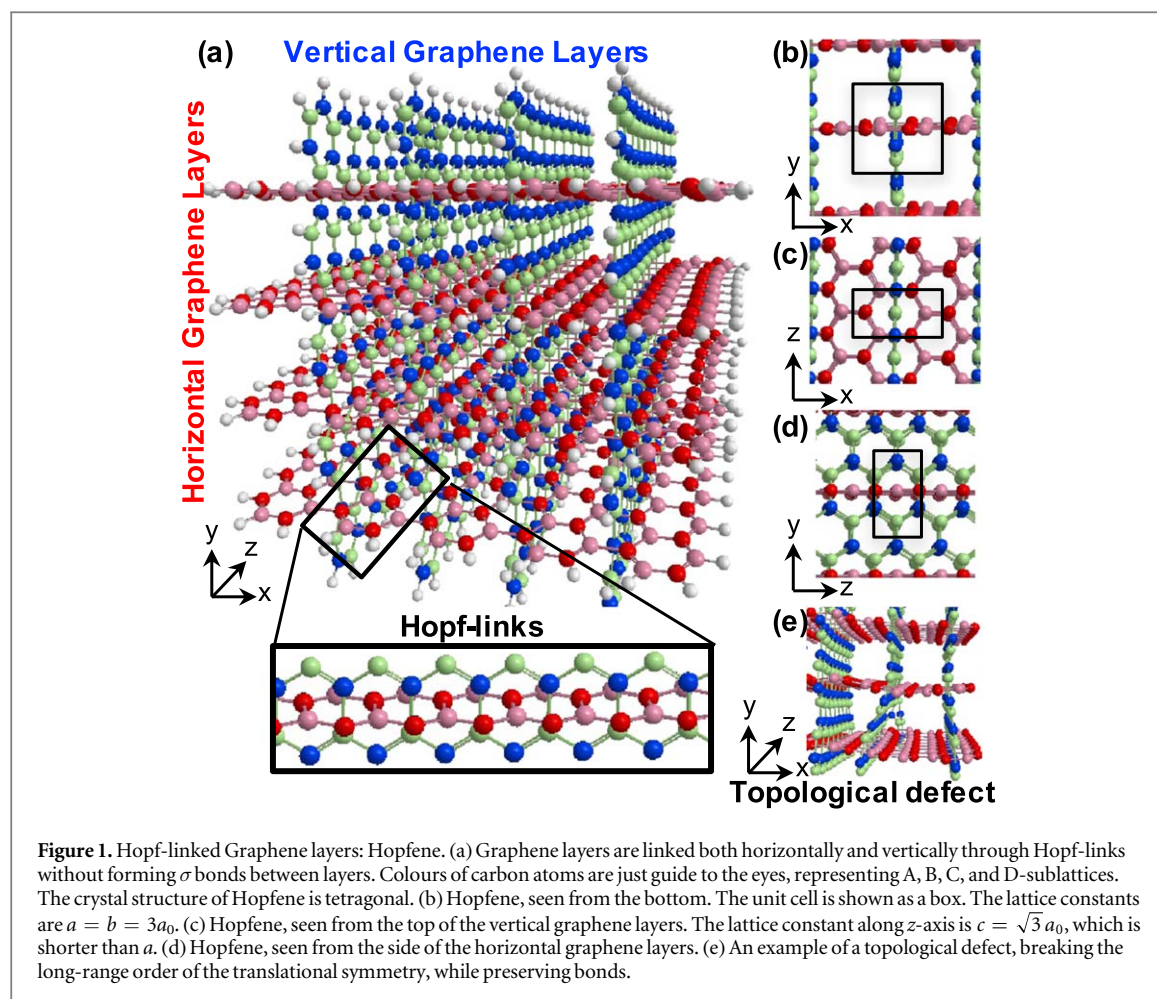 (a)
Vertical Graphene Layers
Horizontal Graphene Layers
y
z
x
Hopf-links
(b)
y
x
(c)
z
x
(d)
y
z
(e)
y
z
x
Topological defect
Figure 1. Hopf-linked Graphene layers: Hopfene. (a) Graphene layers are linked both horizontally and vertically through Hopf-links
without forming σ bonds between layers. Colours of carbon atoms are just guide to the eyes, representing A, B, C, and D-sublattices.
The crystal structure of Hopfene is tetragonal. (b) Hopfene, seen from the bottom. The unit cell is shown as a box. The lattice constants
are a = b = 3a₀. (c) Hopfene, seen from the top of the vertical graphene layers. The lattice constant along z-axis is c = √3 a₀, which is
shorter than a. (d) Hopfene, seen from the side of the horizontal graphene layers. (e) An example of a topological defect, breaking the
long-range order of the translational symmetry, while preserving bonds.